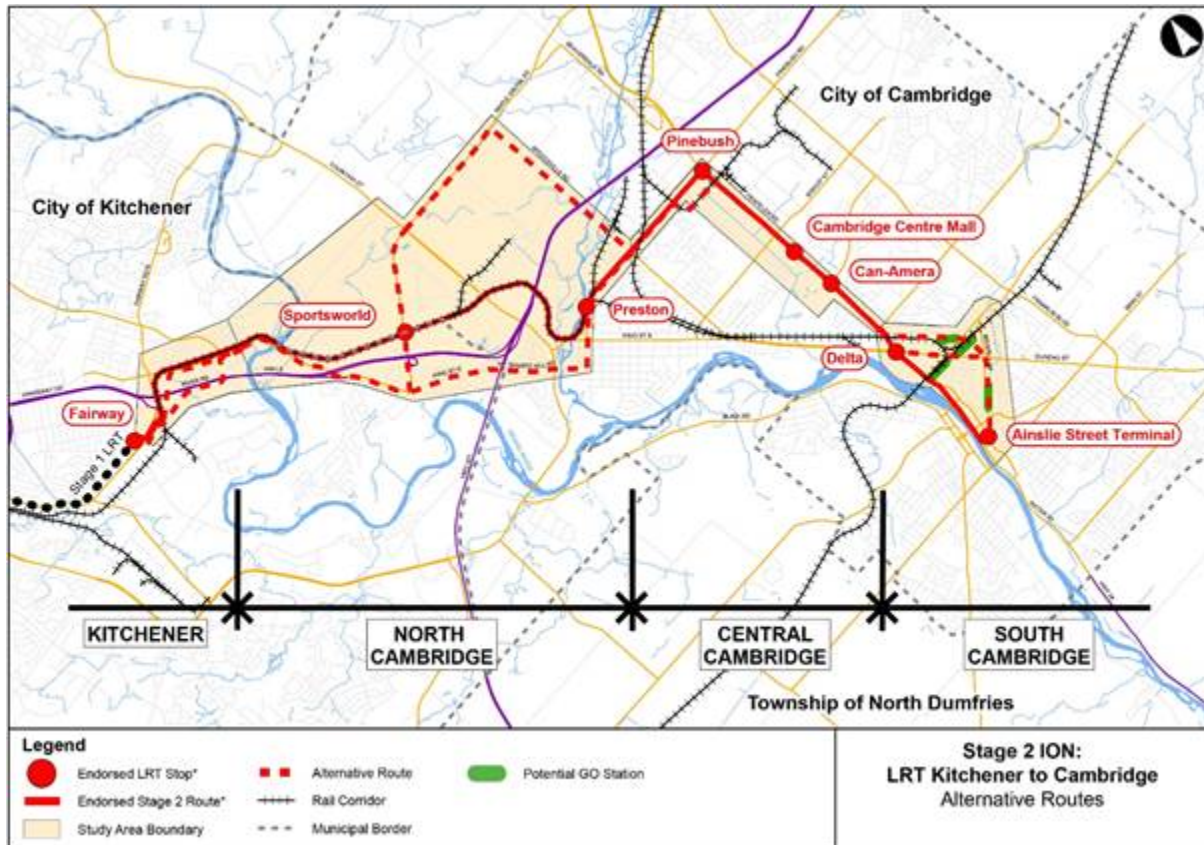 City of Cambridge
Pinebush
City of Kitchener
Cambridge Centre Mall
Can-Amera
Sportsworld
Preston
Delta
Fairway
Ainslie Street Terminal
Stage 1 LRT
KITCHENER
NORTH
CAMBRIDGE
CENTRAL
CAMBRIDGE
SOUTH
CAMBRIDGE
Township of North Dumfries
Legend
Endorsed LRT Stop*
Endorsed Stage 2 Route*
Study Area Boundary
Alternative Route
Rail Corridor
Municipal Border
Potential GO Station
Stage 2 ION:
LRT Kitchener to Cambridge
Alternative Routes